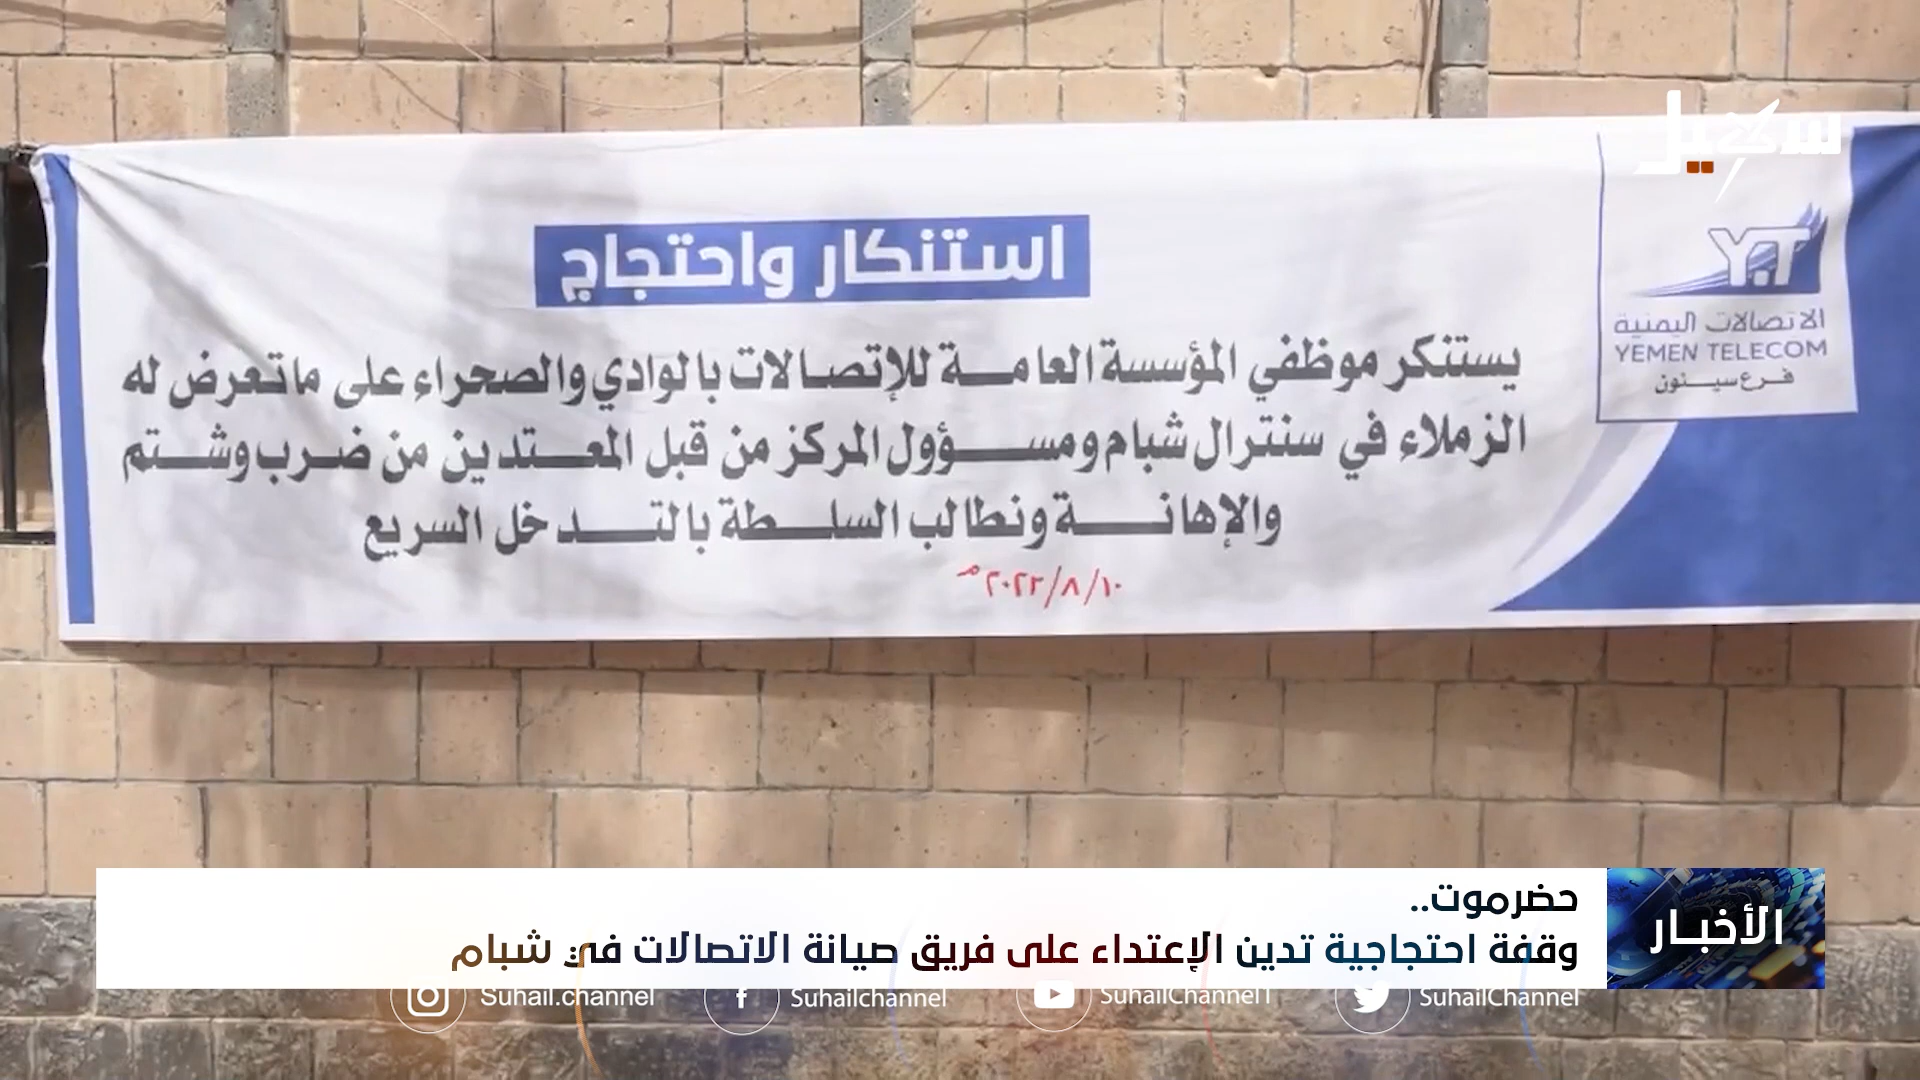 سهيل
استنكار واحتجاج
Y.T
الاتصالات اليمنية
YEMEN TELECOM
فرع سيئون
يستنكر موظفي المؤسسة العامة للإتصالات بالوادي والصحراء على ماتعرض له
الزملاء في سنترال شبام ومسؤول المركز من قبل المعتدين من ضرب وشتم
والإهانة ونطالب السلطة بالتدخل السريع
٢٠٢٢/٨/١٠م
الأخبار
حضرموت..
وقفة احتجاجية تدين الإعتداء على فريق صيانة الاتصالات في شبام
Suhail.channel
Suhailchannel
SuhailChannel1
SuhailChannel